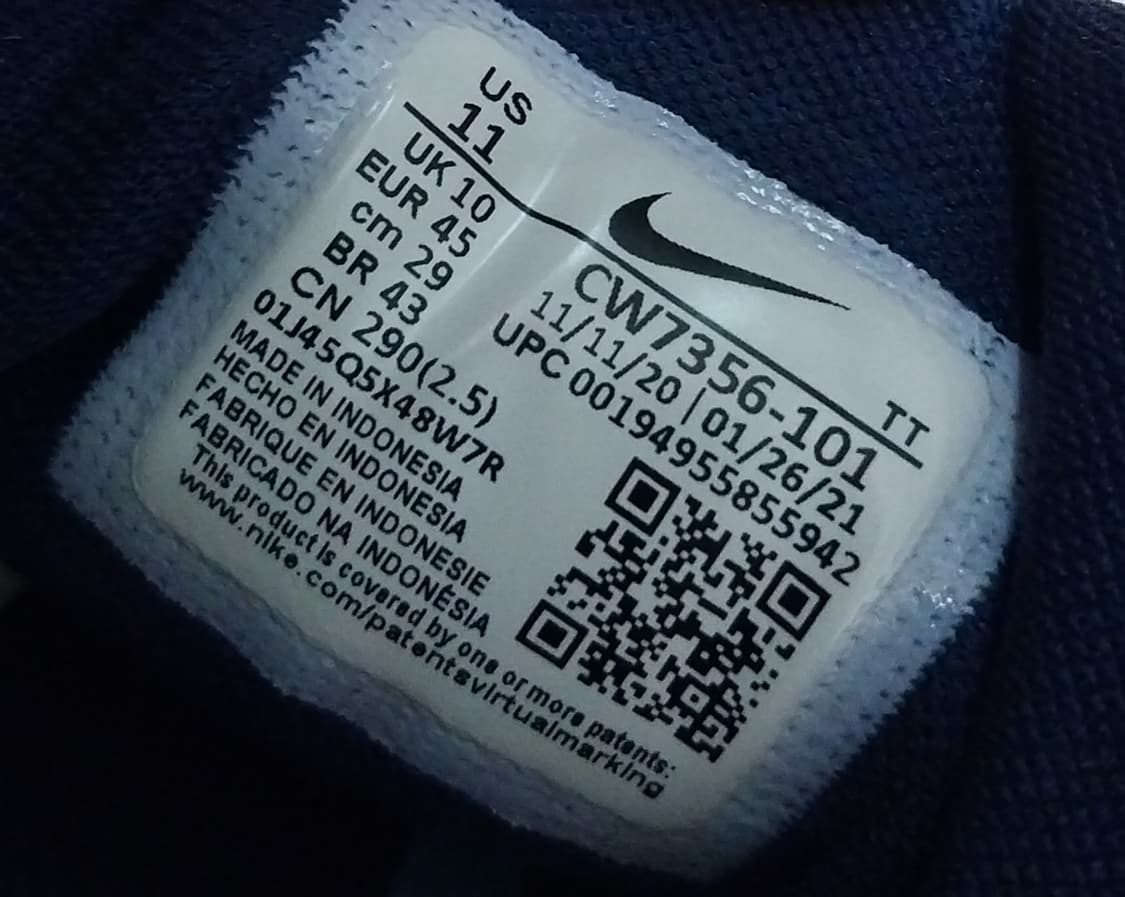 US
11
UK 10
EUR 45
cm 29
BR 43
CN 290(2.5)
01J45Q5X48W7R
MADE IN INDONESIA
HECHO EN INDONESIA
FABRIQUE EN INDONESIE
FABRICADO NA INDONÉSIA
This product is covered by one or more patents:
www.nike.com/patentsvirtualmarking
TT
CW7356-101
11/11/20 | 01/26/21
UPC 00194955855942